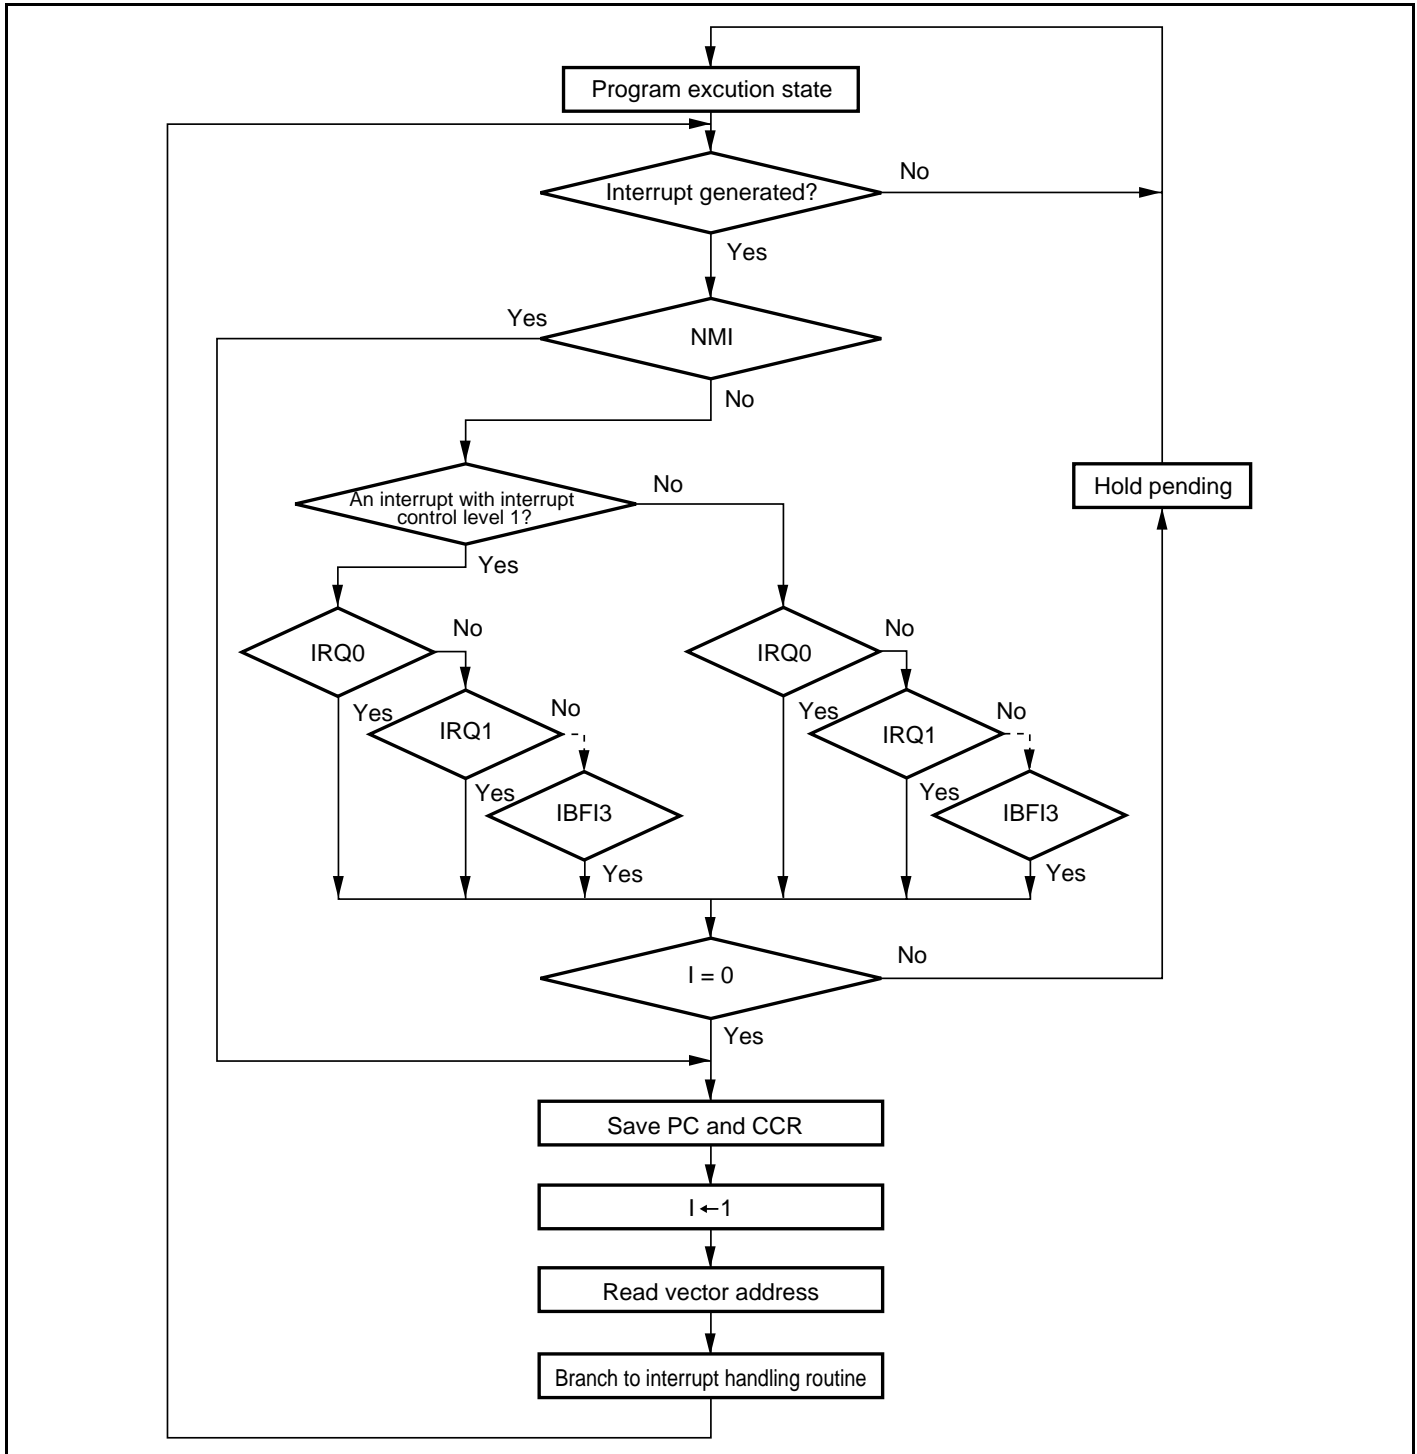 Program excution state
Interrupt generated?
No
Yes
Yes
NMI
No
An interrupt with interrupt
control level 1?
No
Hold pending
Yes
IRQ0
No
IRQ0
No
Yes
IRQ1
No
Yes
IRQ1
No
Yes
IBFI3
Yes
IBFI3
Yes
Yes
I = 0
No
Yes
Save PC and CCR
I ←1
Read vector address
Branch to interrupt handling routine